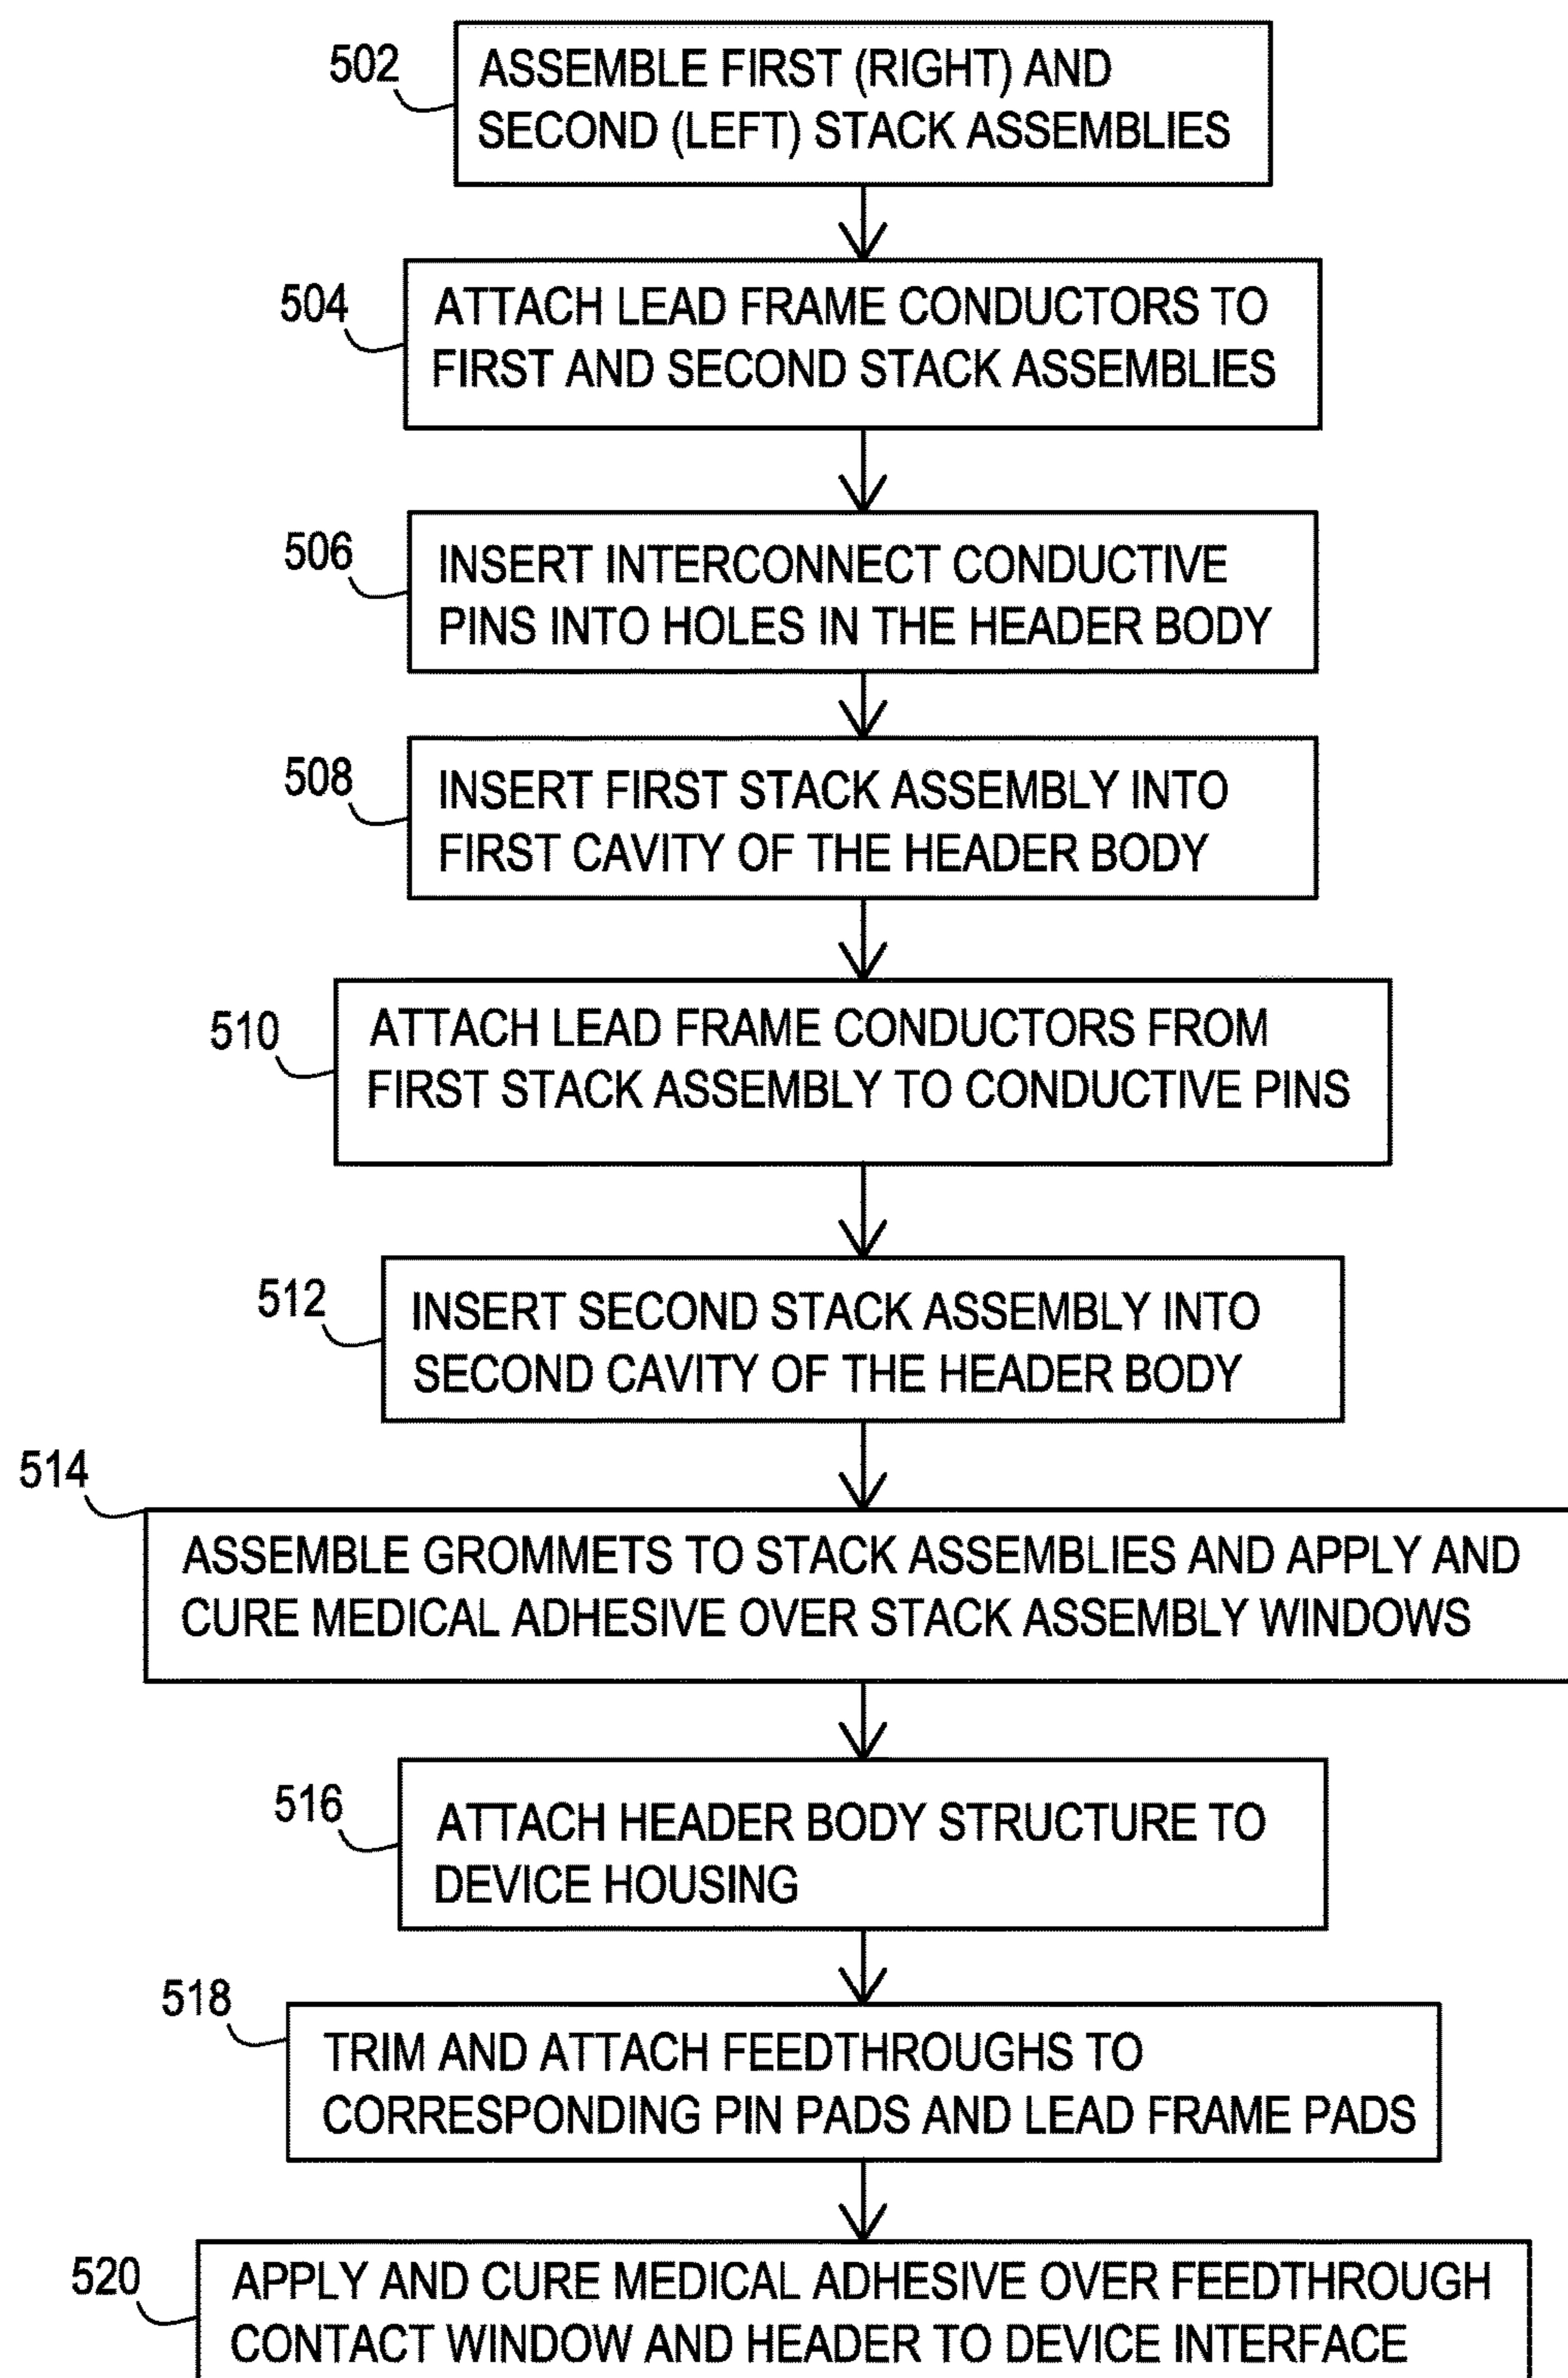 502
ASSEMBLE FIRST (RIGHT) AND
SECOND (LEFT) STACK ASSEMBLIES
504
ATTACH LEAD FRAME CONDUCTORS TO
FIRST AND SECOND STACK ASSEMBLIES
506
INSERT INTERCONNECT CONDUCTIVE
PINS INTO HOLES IN THE HEADER BODY
508
INSERT FIRST STACK ASSEMBLY INTO
FIRST CAVITY OF THE HEADER BODY
510
ATTACH LEAD FRAME CONDUCTORS FROM
FIRST STACK ASSEMBLY TO CONDUCTIVE PINS
512
INSERT SECOND STACK ASSEMBLY INTO
SECOND CAVITY OF THE HEADER BODY
514
ASSEMBLE GROMMETS TO STACK ASSEMBLIES AND APPLY AND
CURE MEDICAL ADHESIVE OVER STACK ASSEMBLY WINDOWS
516
ATTACH HEADER BODY STRUCTURE TO
DEVICE HOUSING
518
TRIM AND ATTACH FEEDTHROUGHS TO
CORRESPONDING PIN PADS AND LEAD FRAME PADS
520
APPLY AND CURE MEDICAL ADHESIVE OVER FEEDTHROUGH
CONTACT WINDOW AND HEADER TO DEVICE INTERFACE